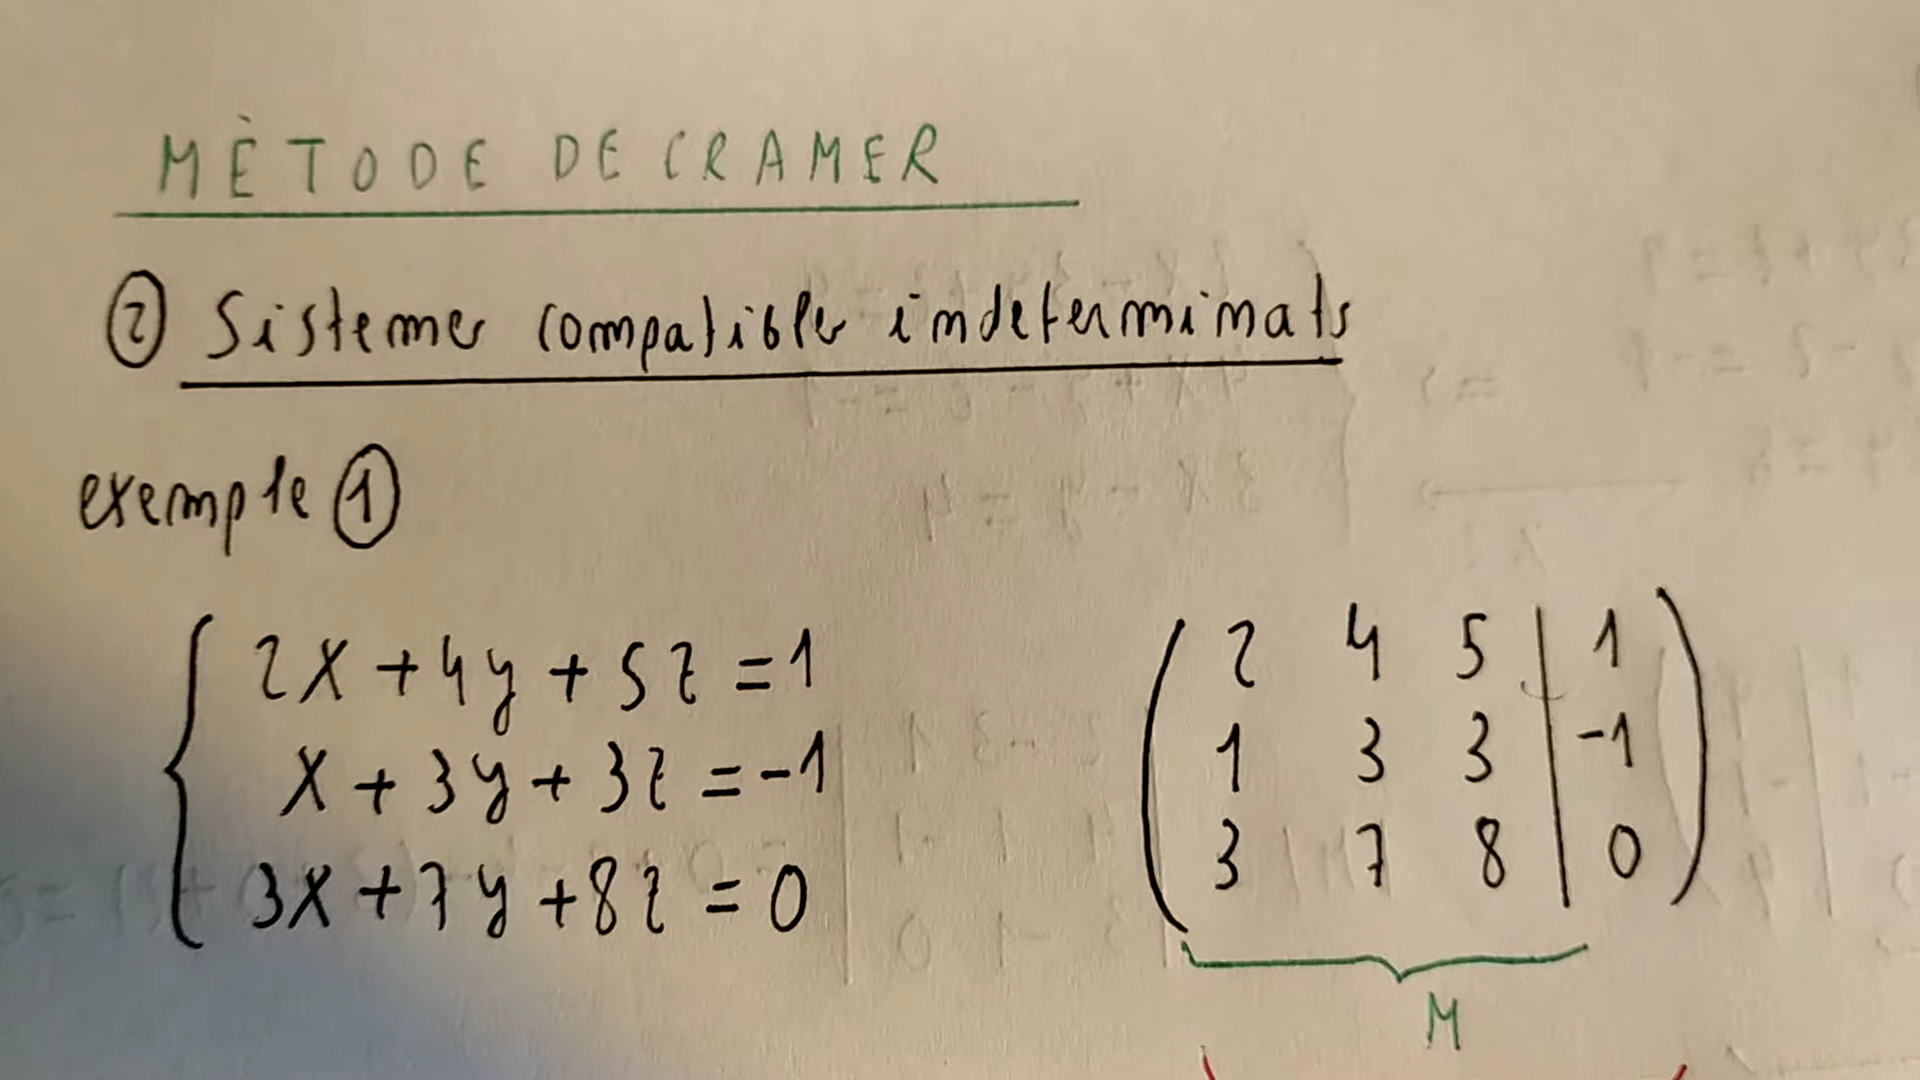 MÈTODE DE CRAMER
② Sistemes compatibles indeterminats
exemple ①
2x + 4y + 5z = 1
x + 3y + 3z = -1
3x + 7y + 8z = 0
2 4 5 | 1
1 3 3 | -1
3 7 8 | 0
M